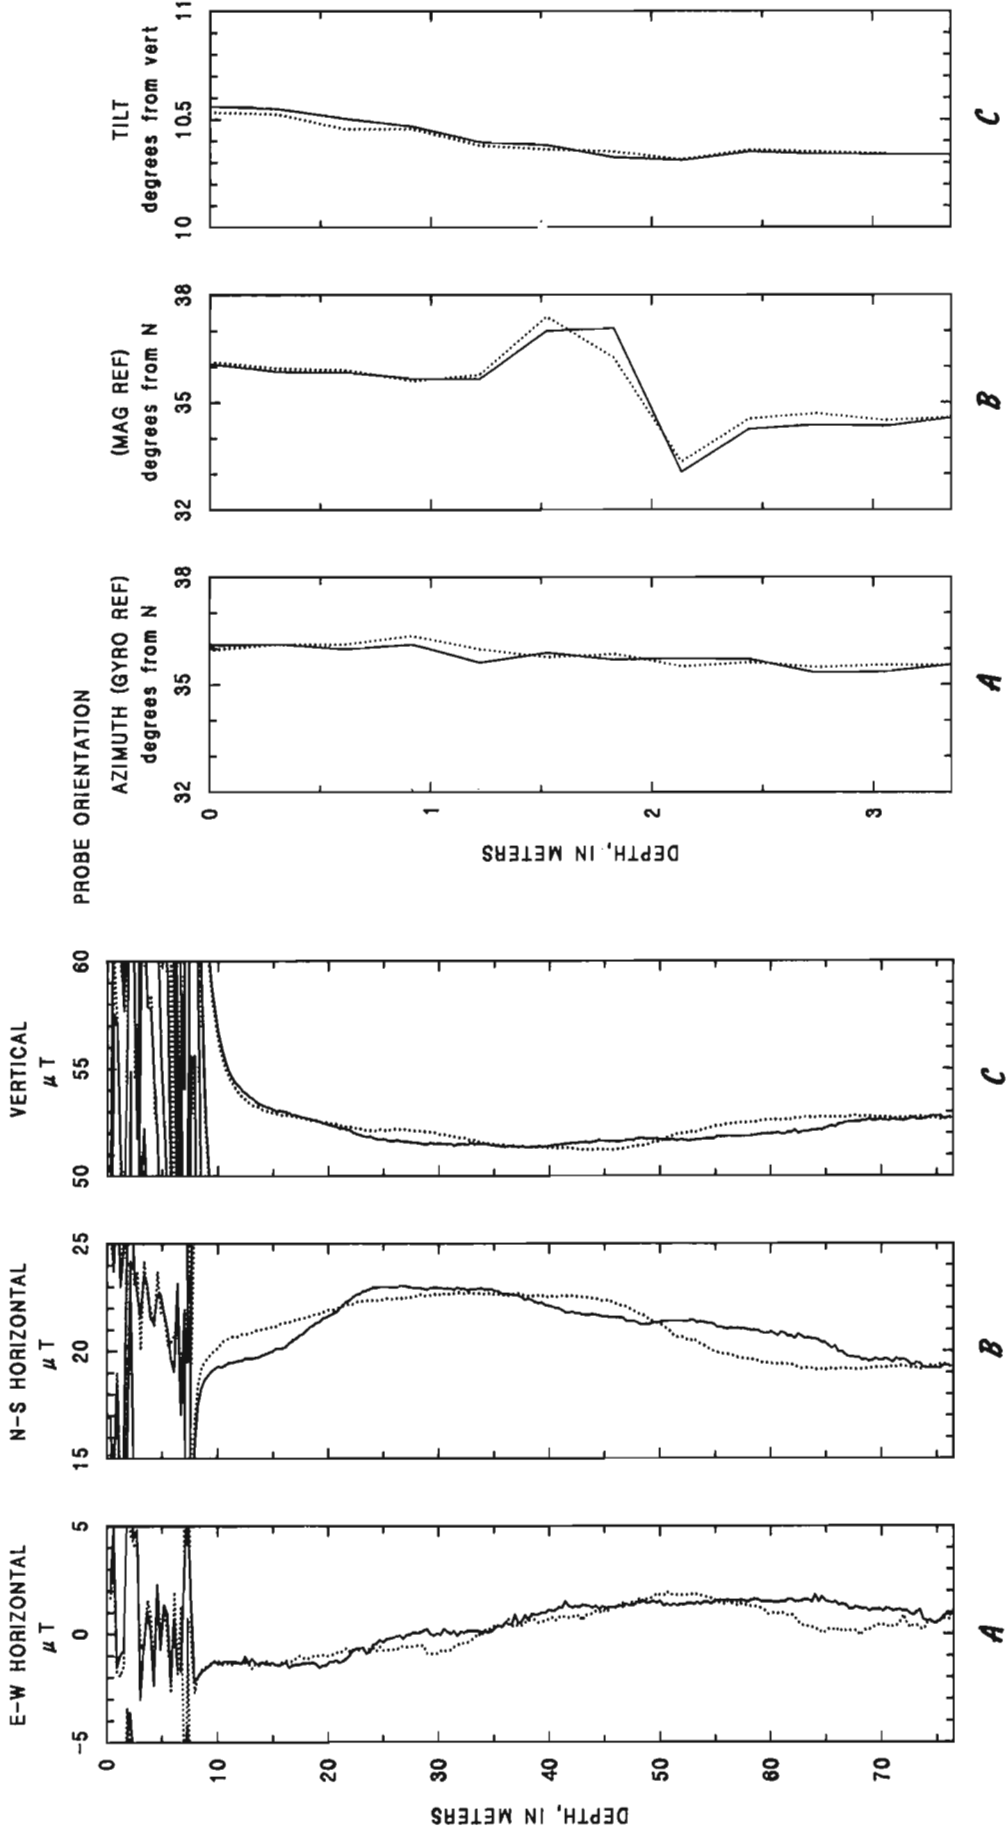 E-W HORIZONTAL
μT
-5 0 5
N-S HORIZONTAL
μT
15 20 25
VERTICAL
μT
50 55 60
0
10
20
30
40
50
60
70
DEPTH, IN METERS
A
B
C
PROBE ORIENTATION
AZIMUTH (GYRO REF)
degrees from N
32 35 38
(MAG REF)
degrees from N
32 35 38
TILT
degrees from vert
10 10.5 11
0
1
2
3
DEPTH, IN METERS
A
B
C